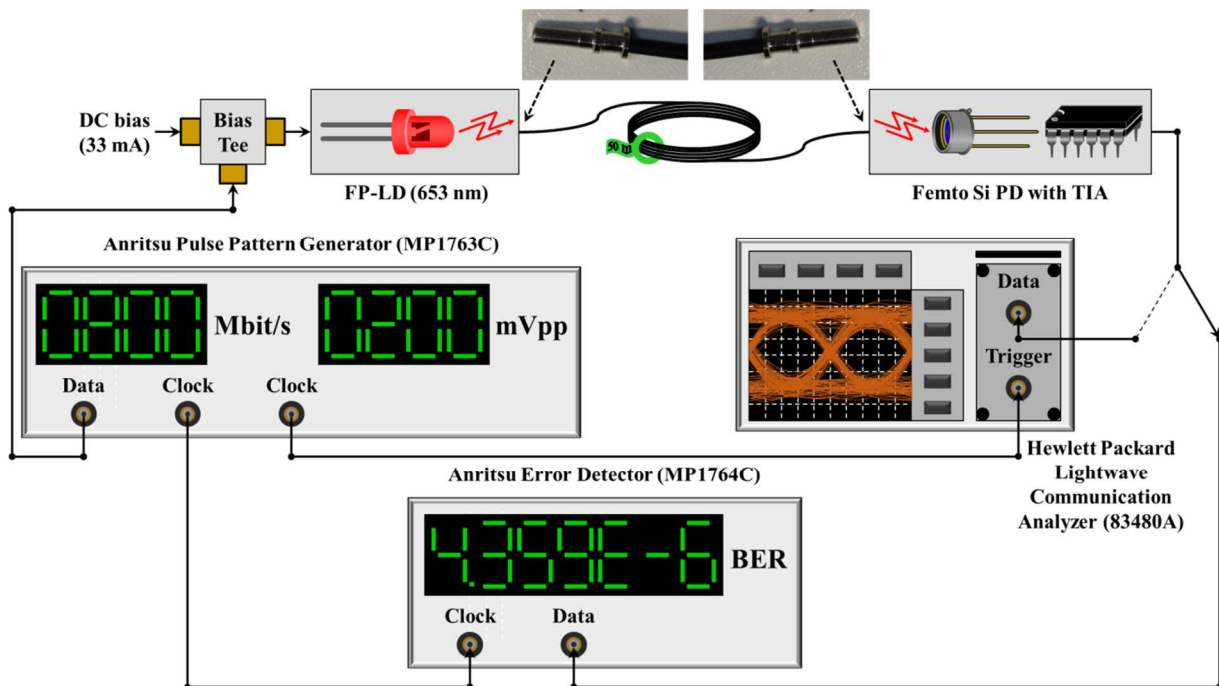 DC bias
(33 mA)
Bias
Tee
FP-LD (653 nm)
50 m
Femto Si PD with TIA
Anritsu Pulse Pattern Generator (MP1763C)
0800 Mbit/s
0200 mVpp
Data
Clock
Clock
Data
Trigger
Hewlett Packard
Lightwave
Communication
Analyzer (83480A)
Anritsu Error Detector (MP1764C)
4.359E-6 BER
Clock
Data